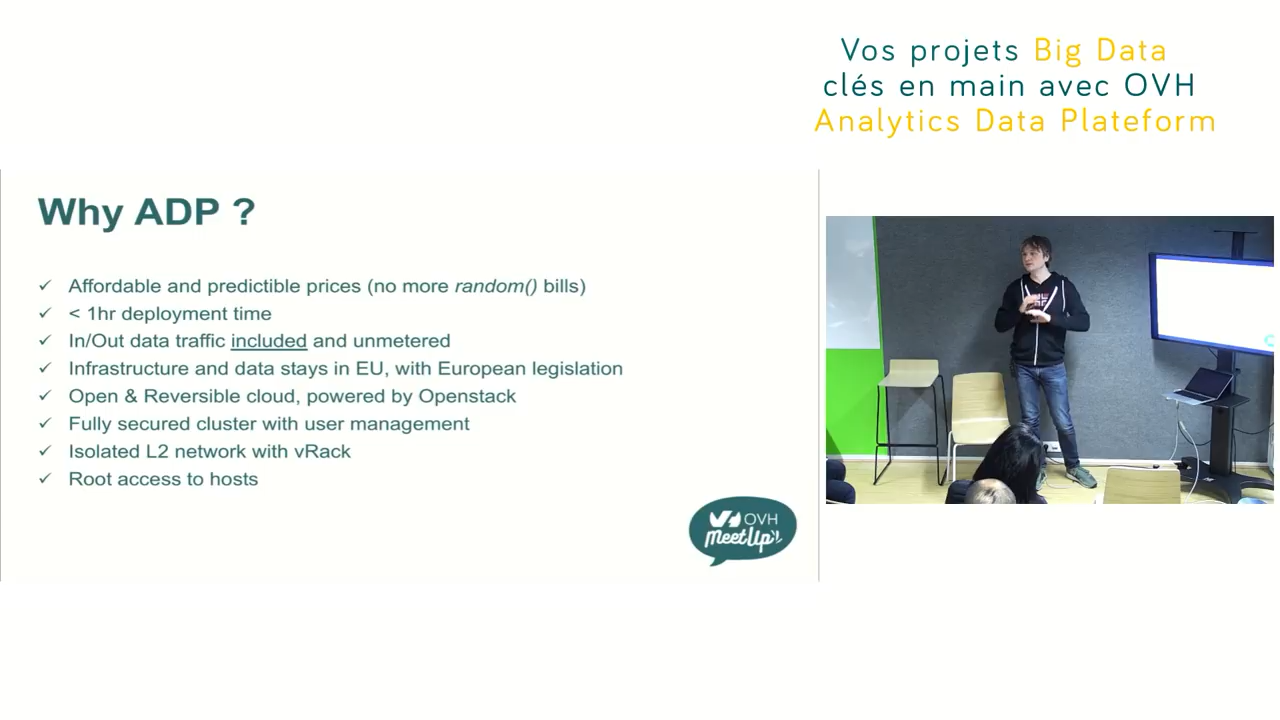 Vos projets Big Data
clés en main avec OVH
Analytics Data Plateform
Why ADP ?
Affordable and predictible prices (no more random() bills)
< 1hr deployment time
In/Out data traffic included and unmetered
Infrastructure and data stays in EU, with European legislation
Open & Reversible cloud, powered by Openstack
Fully secured cluster with user management
Isolated L2 network with vRack
Root access to hosts
OVH
MeetUp